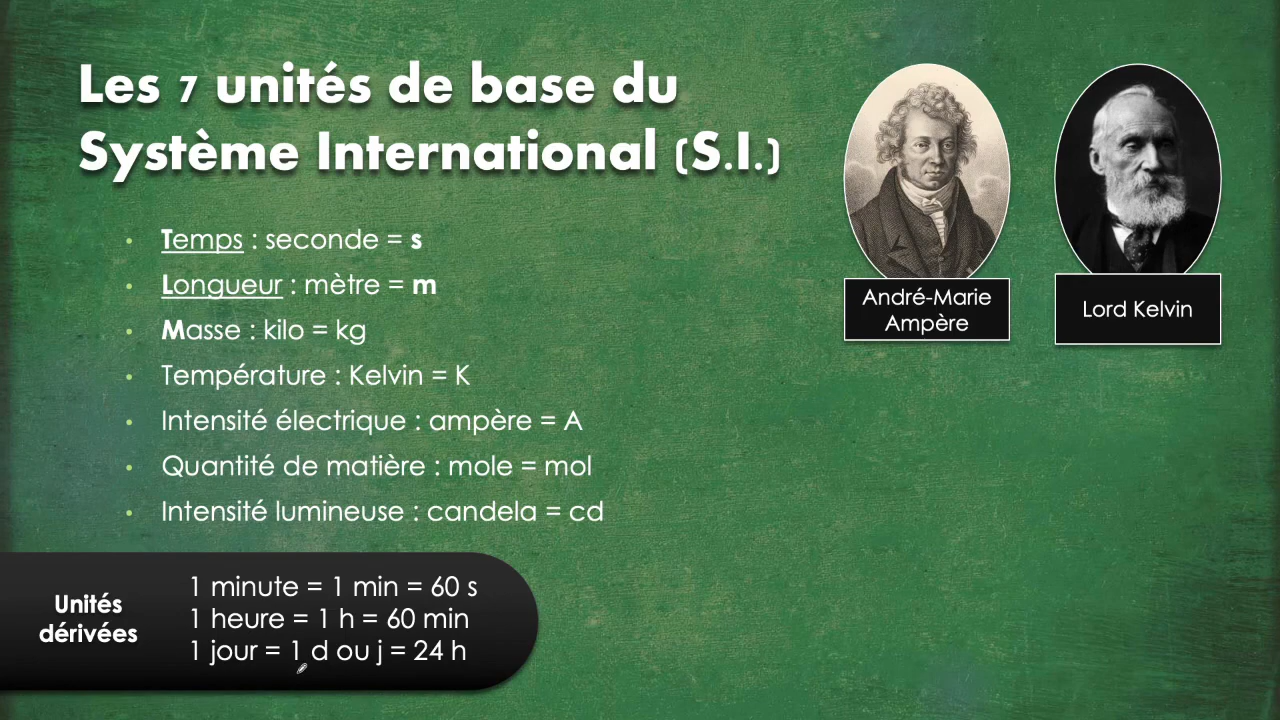 Les 7 unités de base du
Système International (S.I.)
• Temps : seconde = s
• Longueur : mètre = m
• Masse : kilo = kg
• Température : Kelvin = K
• Intensité électrique : ampère = A
• Quantité de matière : mole = mol
• Intensité lumineuse : candela = cd
André-Marie
Ampère
Lord Kelvin
Unités
dérivées
1 minute = 1 min = 60 s
1 heure = 1 h = 60 min
1 jour = 1 d ou j = 24 h